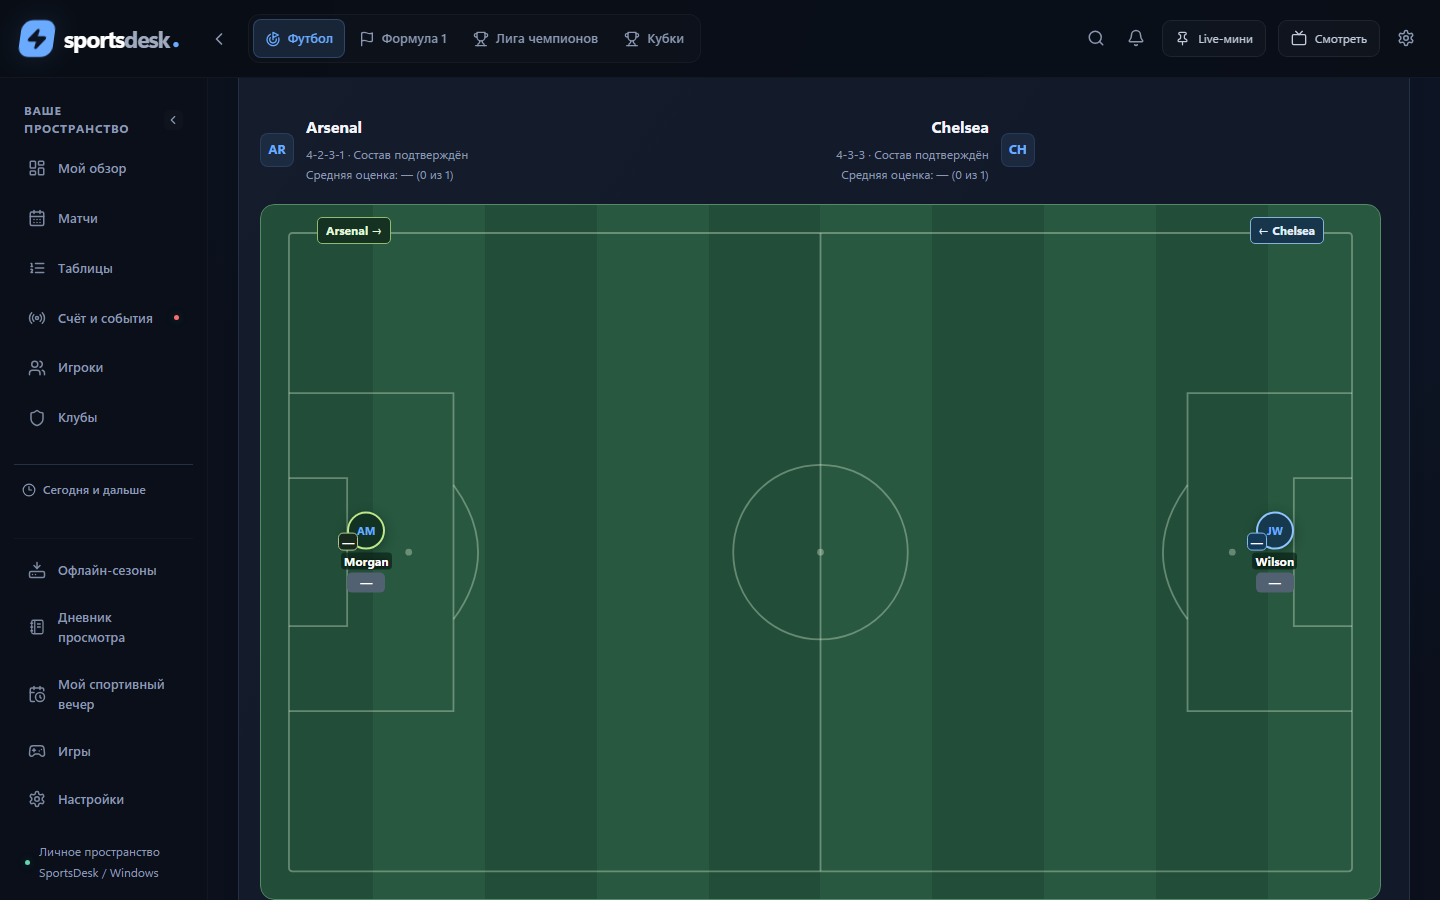 sportsdesk.
Футбол
Формула 1
Лига чемпионов
Кубки
Live-мини
Смотреть
ВАШЕ
ПРОСТРАНСТВО
Мой обзор
Матчи
Таблицы
Счёт и события
Игроки
Клубы
Сегодня и дальше
Офлайн-сезоны
Дневник
просмотра
Мой спортивный
вечер
Игры
Настройки
Личное пространство
SportsDesk / Windows
AR
Arsenal
4-2-3-1 · Состав подтверждён
Средняя оценка: — (0 из 1)
Chelsea
4-3-3 · Состав подтверждён
Средняя оценка: — (0 из 1)
CH
Arsenal →
← Chelsea
AM
—
Morgan
—
JW
—
Wilson
—